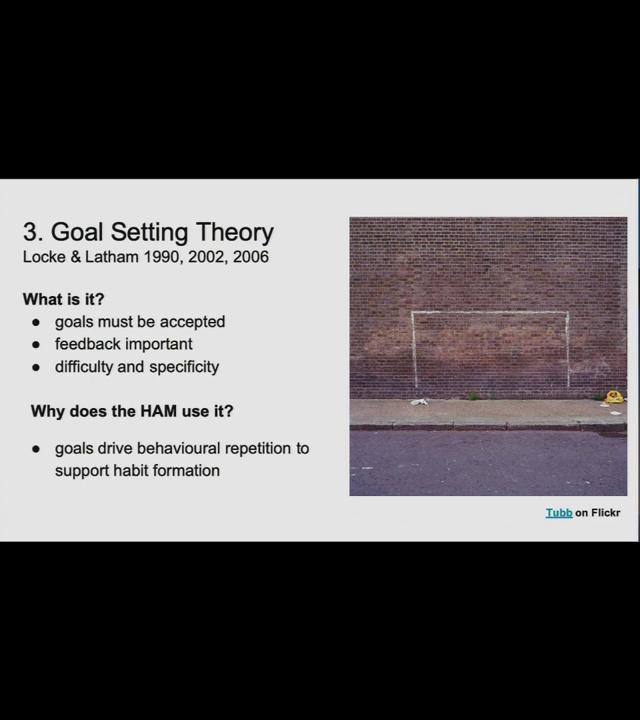 3. Goal Setting Theory
Locke & Latham 1990, 2002, 2006
What is it?
● goals must be accepted
● feedback important
● difficulty and specificity
Why does the HAM use it?
● goals drive behavioural repetition to
support habit formation
Tubb on Flickr